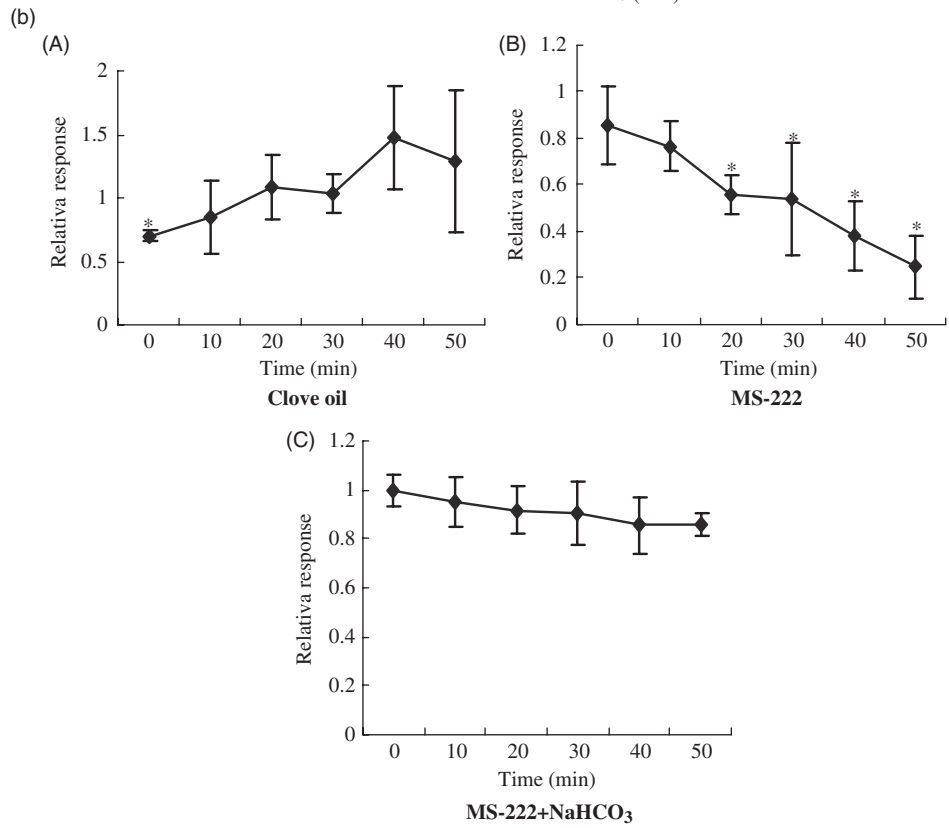 (b)
(A)
2
1.5
1
0.5
0
Relativa response
*
0 10 20 30 40 50
Time (min)
Clove oil
(B)
1.2
1
0.8
0.6
0.4
0.2
0
Relativa response
* * * *
0 10 20 30 40 50
Time (min)
MS-222
(C)
1.2
1
0.8
0.6
0.4
0.2
0
Relativa response
0 10 20 30 40 50
Time (min)
MS-222+NaHCO₃